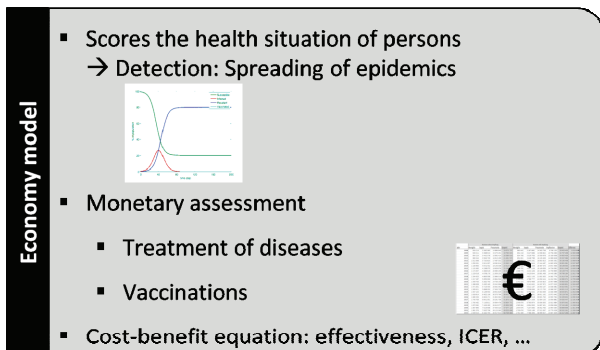 Economy model
▪ Scores the health situation of persons
→ Detection: Spreading of epidemics
▪ Monetary assessment
▪ Treatment of diseases
▪ Vaccinations
€
▪ Cost-benefit equation: effectiveness, ICER, ...